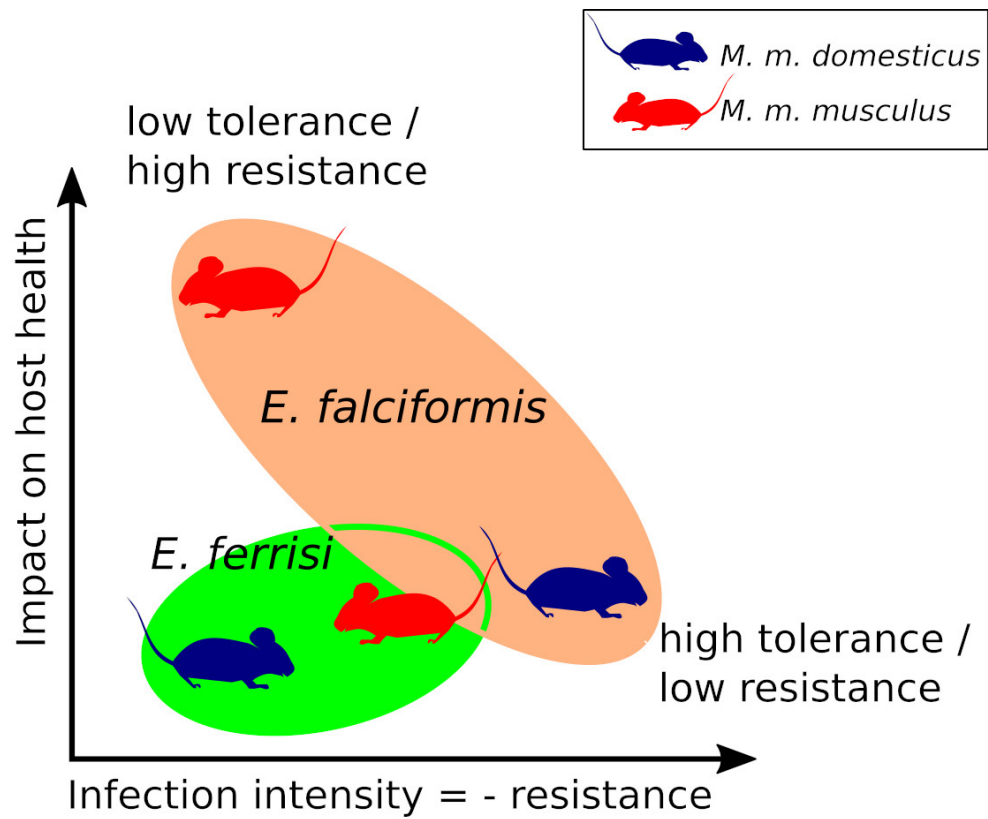 M. m. domesticus
M. m. musculus
low tolerance /
high resistance
Impact on host health
E. falciformis
E. ferrisi
high tolerance /
low resistance
Infection intensity = - resistance